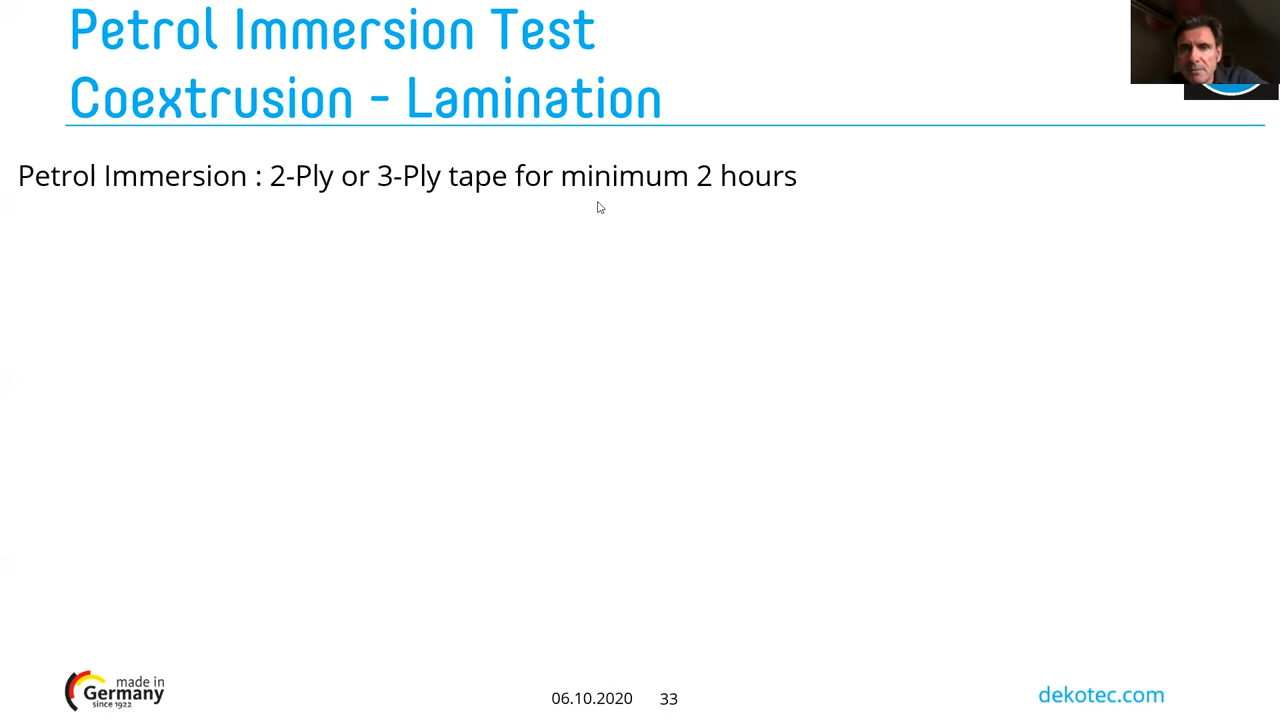 Petrol Immersion Test
Coextrusion - Lamination
Petrol Immersion : 2-Ply or 3-Ply tape for minimum 2 hours
made in
Germany
since 1922
06.10.2020
33
dekotec.com